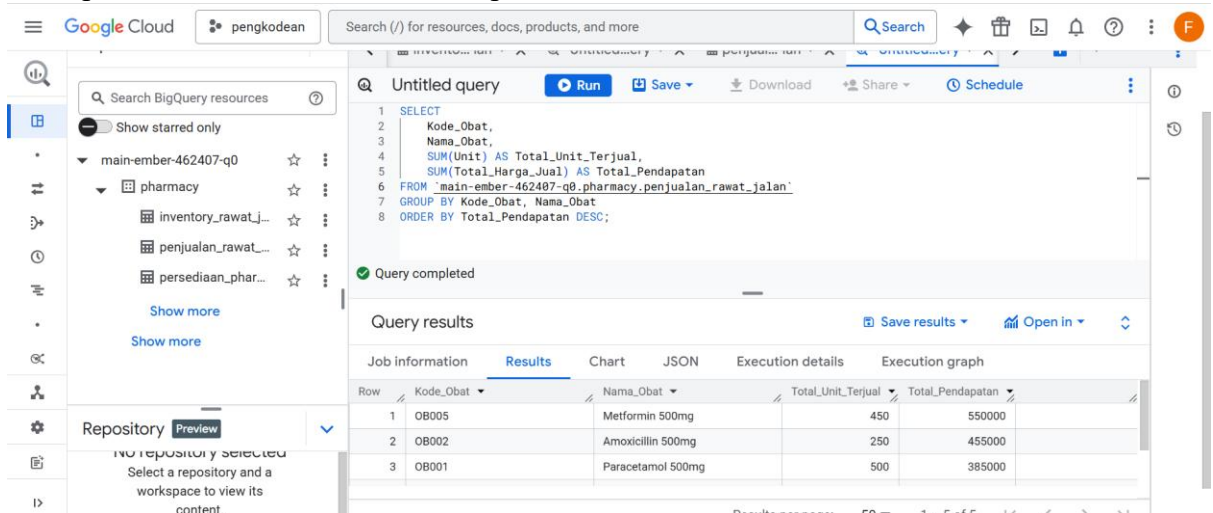 Google Cloud
pengkodean
Search (/) for resources, docs, products, and more
Search
F
Search BigQuery resources
Show starred only
main-ember-462407-q0
pharmacy
inventory_rawat_j...
penjualan_rawat_...
persediaan_phar...
Show more
Show more
Repository Preview
No repository selected
Select a repository and a
workspace to view its
content
Untitled query
Run
Save
Download
Share
Schedule
1 SELECT
2 Kode_Obat,
3 Nama_Obat,
4 SUM(Unit) AS Total_Unit_Terjual,
5 SUM(Total_Harga_Jual) AS Total_Pendapatan
6 FROM `main-ember-462407-q0.pharmacy.penjualan_rawat_jalan`
7 GROUP BY Kode_Obat, Nama_Obat
8 ORDER BY Total_Pendapatan DESC;
Query completed
Query results
Save results
Open in
Job information Results Chart JSON Execution details Execution graph
Row Kode_Obat Nama_Obat Total_Unit_Terjual Total_Pendapatan
1 OB005 Metformin 500mg 450 550000
2 OB002 Amoxicillin 500mg 250 455000
3 OB001 Paracetamol 500mg 500 385000